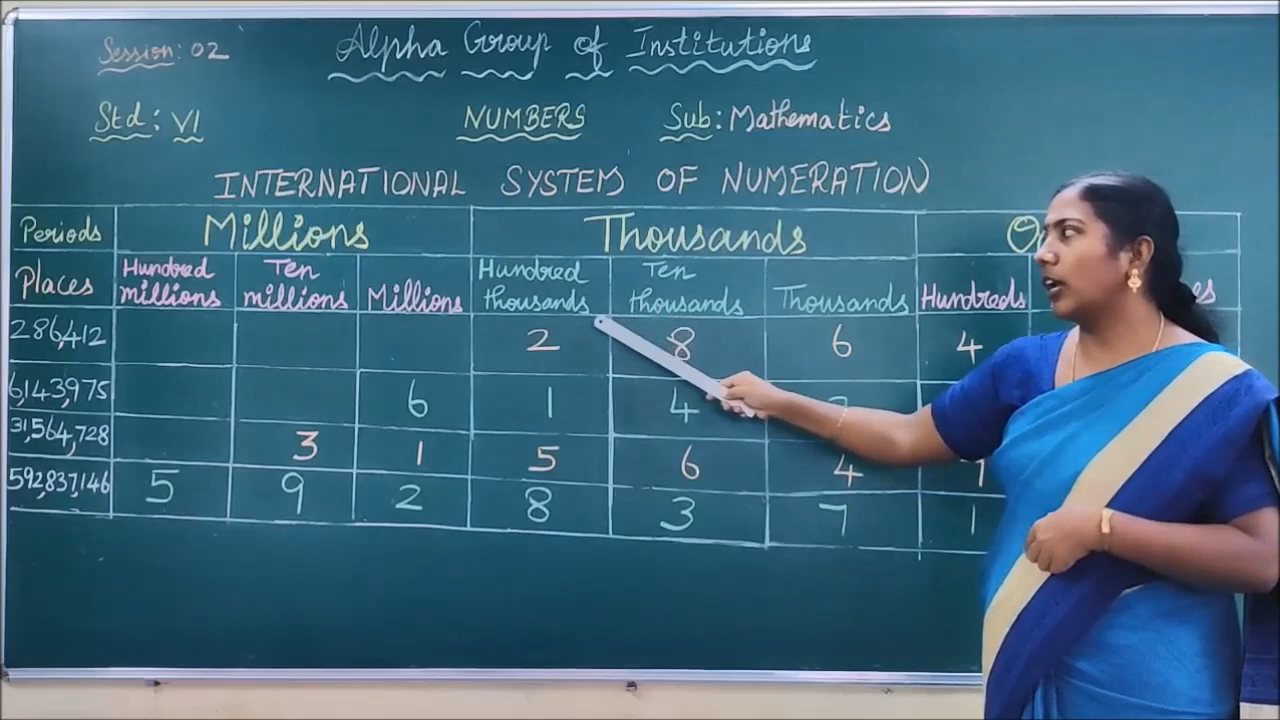 Session: 02
Alpha Group of Institutions
Std: VI
NUMBERS
Sub: Mathematics
INTERNATIONAL SYSTEM OF NUMERATION
Periods Millions Thousands
Places Hundred millions Ten millions Millions Hundred thousands Ten thousands Thousands Hundreds
286,412 2 8 6 4
6,143,975 6 1 4
31,564,728 3 1 5 6 4 7
592,837,146 5 9 2 8 3 7 1